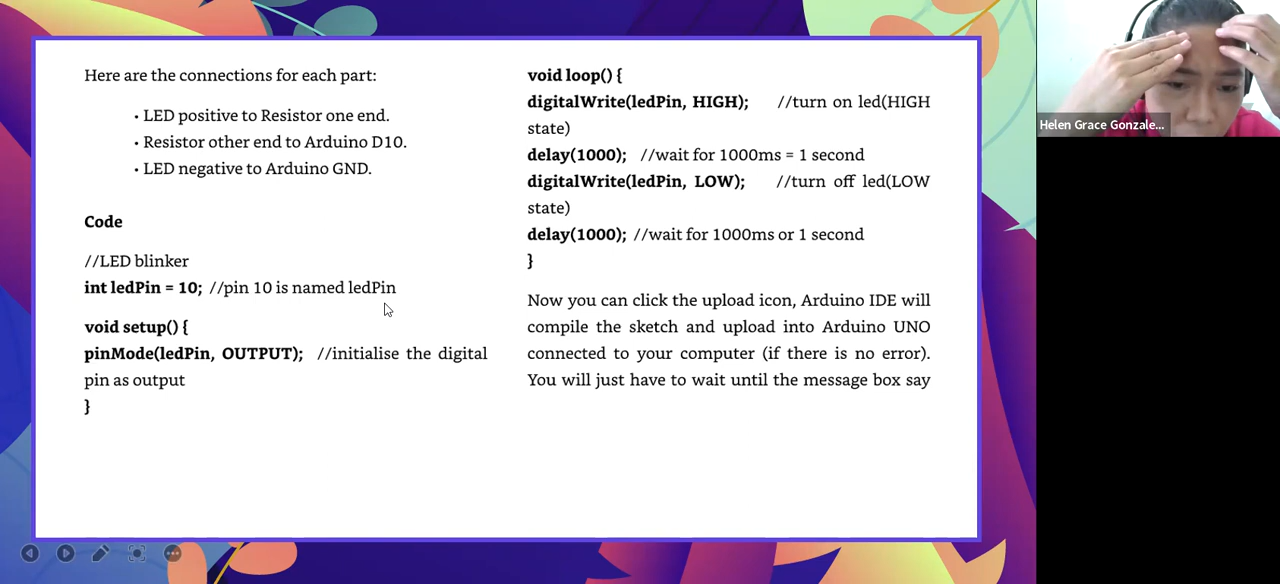 Here are the connections for each part:
• LED positive to Resistor one end.
• Resistor other end to Arduino D10.
• LED negative to Arduino GND.
Code
//LED blinker
int ledPin = 10; //pin 10 is named ledPin
void setup() {
pinMode(ledPin, OUTPUT); //initialise the digital
pin as output
}
void loop() {
digitalWrite(ledPin, HIGH); //turn on led(HIGH
state)
delay(1000); //wait for 1000ms = 1 second
digitalWrite(ledPin, LOW); //turn off led(LOW
state)
delay(1000); //wait for 1000ms or 1 second
}
Now you can click the upload icon, Arduino IDE will
compile the sketch and upload into Arduino UNO
connected to your computer (if there is no error).
You will just have to wait until the message box say
Helen Grace Gonzale...